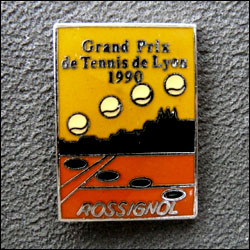 Grand Prix
de Tennis de Lyon
1990
ROSSIGNOL